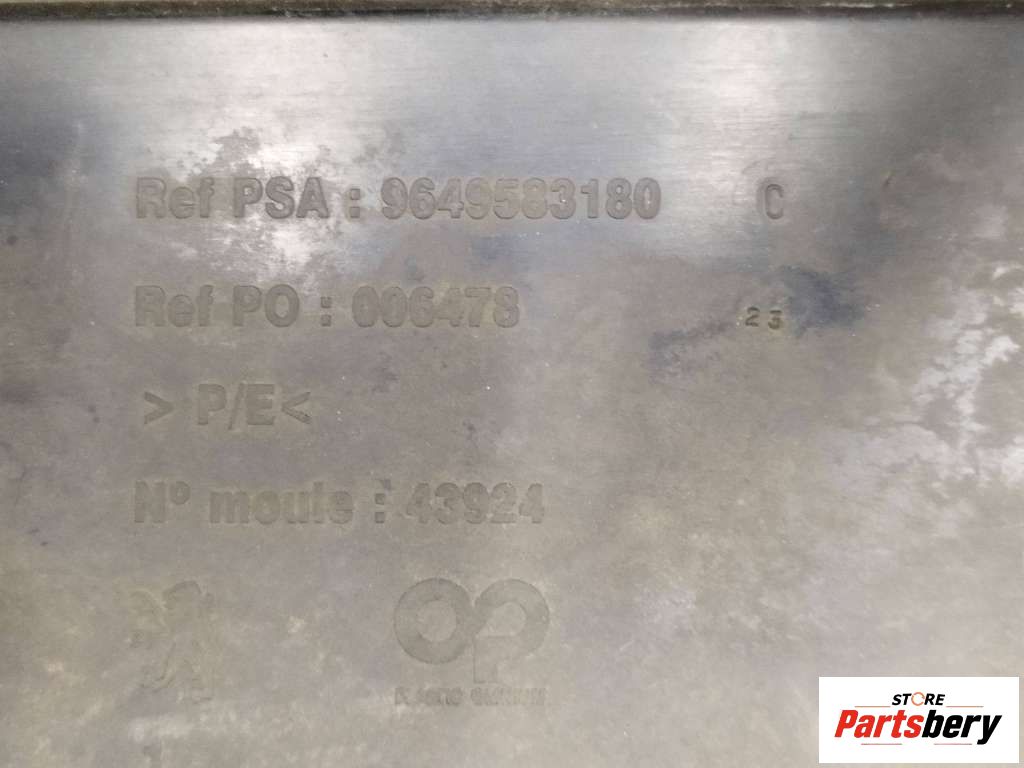 Ref PSA : 9649583180 C
Ref PO : 006478 23
> P/E<
N° moule : 43924
STORE
Partsbery